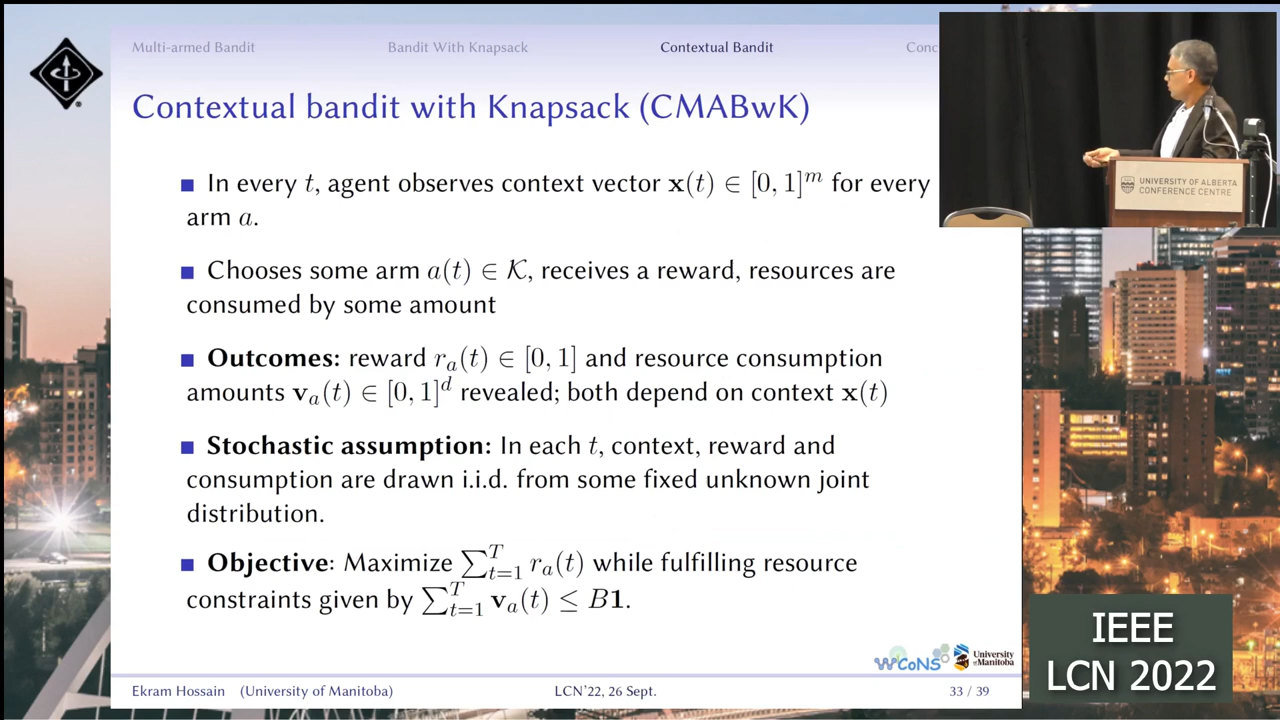 Multi-armed Bandit Bandit With Knapsack Contextual Bandit Conc
Contextual bandit with Knapsack (CMABwK)
■ In every t, agent observes context vector x(t) ∈ [0, 1]^m for every
arm a.
■ Chooses some arm a(t) ∈ 𝒦, receives a reward, resources are
consumed by some amount
■ Outcomes: reward r_a(t) ∈ [0, 1] and resource consumption
amounts v_a(t) ∈ [0, 1]^d revealed; both depend on context x(t)
■ Stochastic assumption: In each t, context, reward and
consumption are drawn i.i.d. from some fixed unknown joint
distribution.
■ Objective: Maximize ∑_{t=1}^T r_a(t) while fulfilling resource
constraints given by ∑_{t=1}^T v_a(t) ≤ B1.
WCoNS
University
of Manitoba
Ekram Hossain (University of Manitoba) LCN'22, 26 Sept. 33 / 39
UNIVERSITY OF ALBERTA
CONFERENCE CENTRE
IEEE
LCN 2022